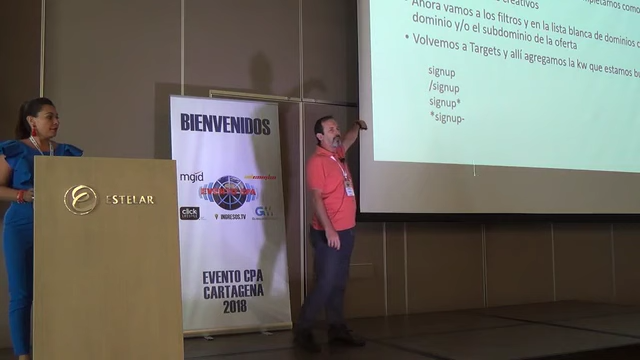 creativos
Ahora vamos a los filtros y en la lista blanca de dominios
dominio y/o el subdominio de la oferta
Volvemos a Targets y allí agregamos la kw que estamos
signup
/signup
signup*
*signup-
BIENVENIDOS
mgid
INGRESOS.TV
click
EVENTO CPA
CARTAGENA
2018
ESTELAR